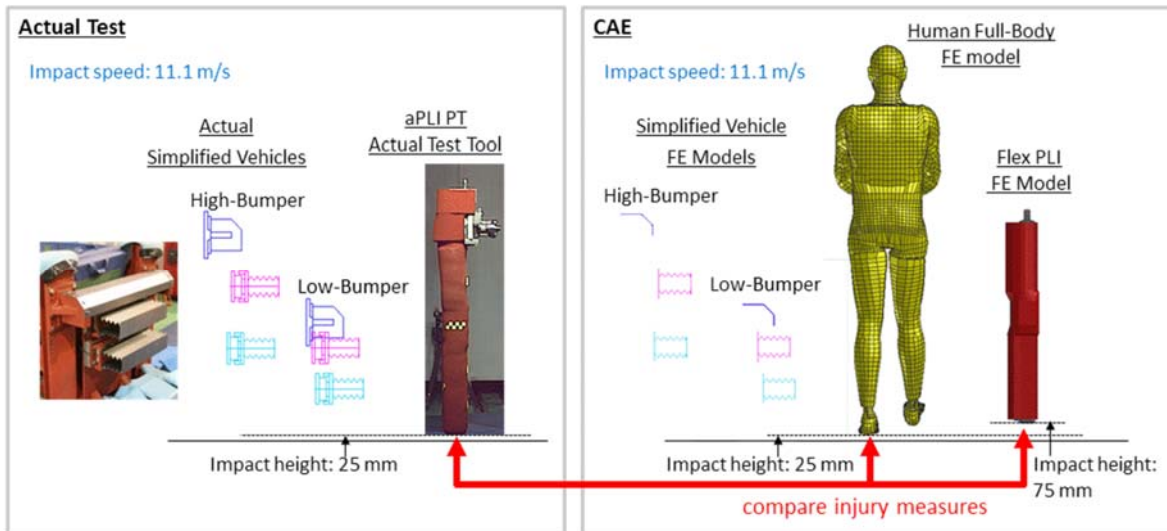 Actual Test
Impact speed: 11.1 m/s
Actual
Simplified Vehicles
aPLI PT
Actual Test Tool
High-Bumper
Low-Bumper
Impact height: 25 mm
CAE
Impact speed: 11.1 m/s
Human Full-Body
FE model
Simplified Vehicle
FE Models
Flex PLI
FE Model
High-Bumper
Low-Bumper
Impact height: 25 mm
Impact height:
75 mm
compare injury measures